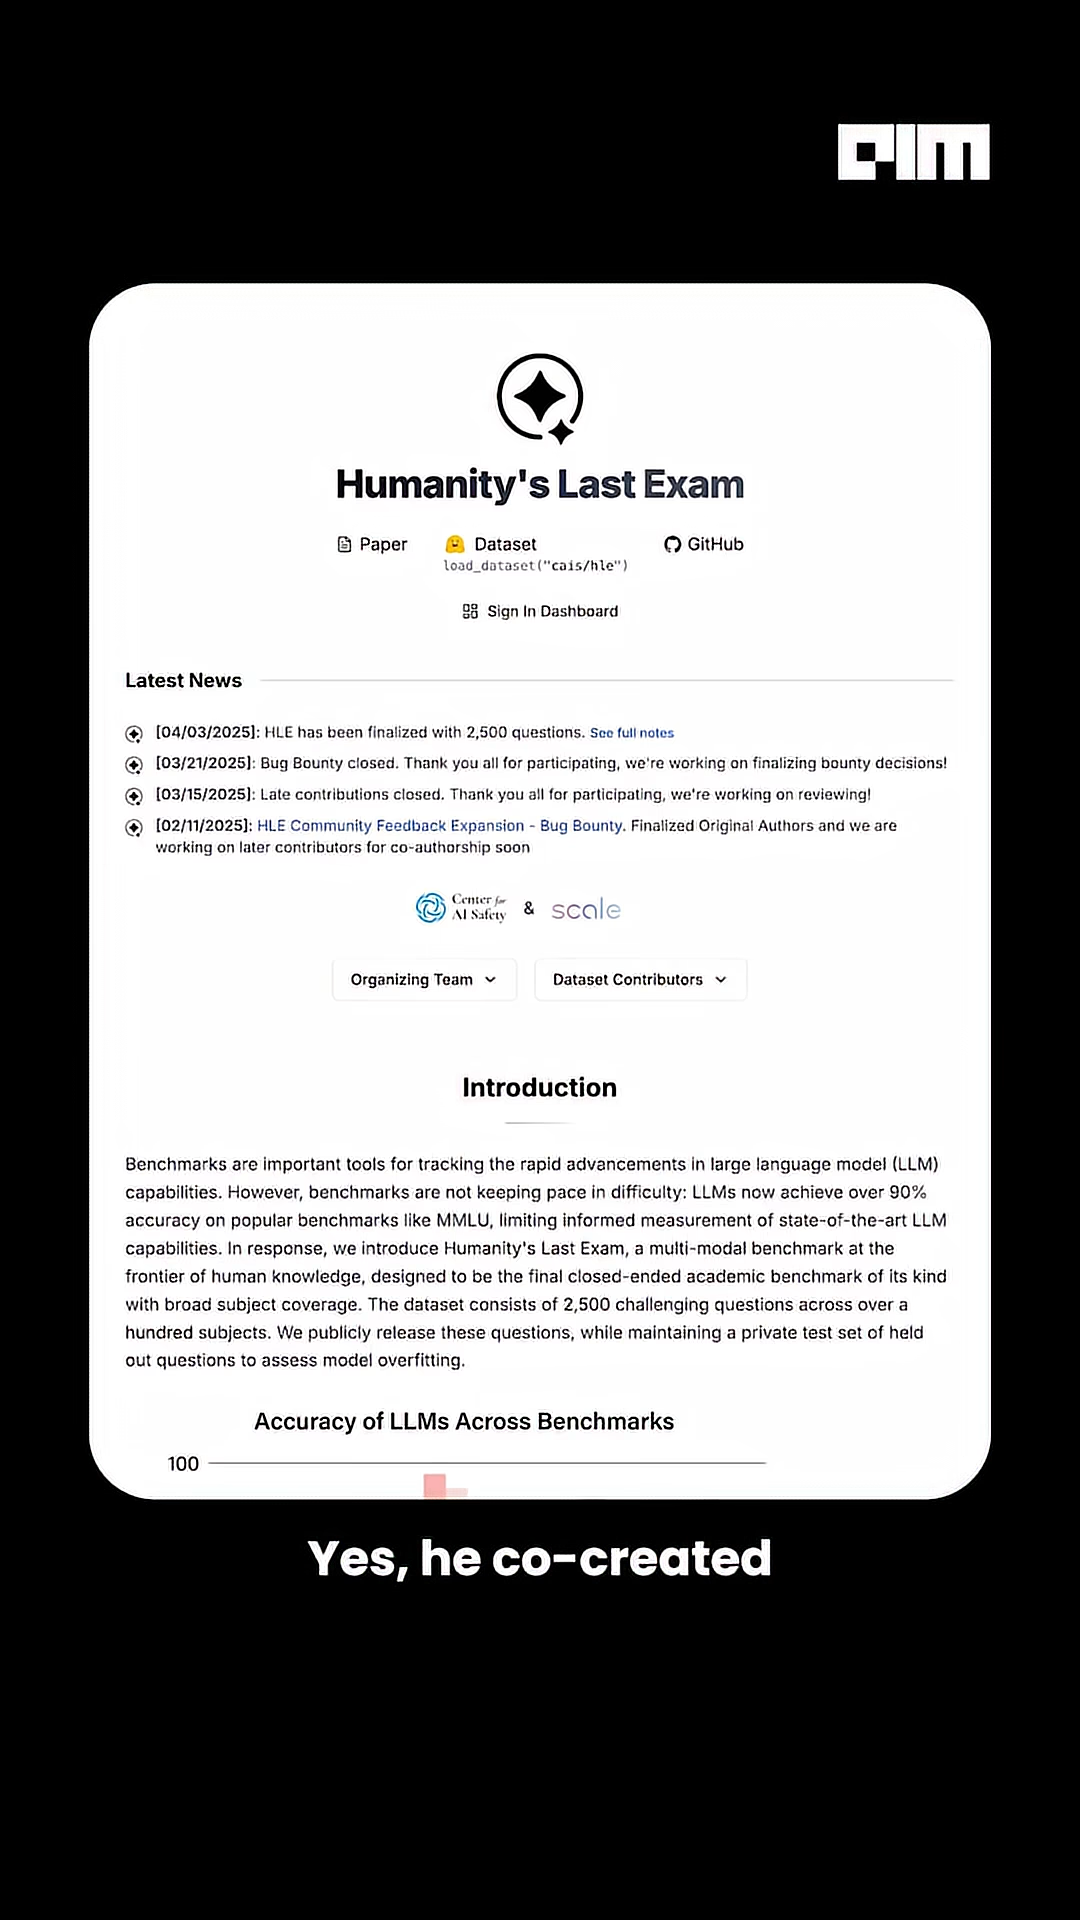 aim
Humanity's Last Exam
Paper Dataset GitHub
load_dataset("cais/hle")
Sign In Dashboard
Latest News
[04/03/2025]: HLE has been finalized with 2,500 questions. See full notes
[03/21/2025]: Bug Bounty closed. Thank you all for participating, we're working on finalizing bounty decisions!
[03/15/2025]: Late contributions closed. Thank you all for participating, we're working on reviewing!
[02/11/2025]: HLE Community Feedback Expansion - Bug Bounty. Finalized Original Authors and we are
working on later contributors for co-authorship soon
Center for
AI Safety & scale
Organizing Team Dataset Contributors
Introduction
Benchmarks are important tools for tracking the rapid advancements in large language model (LLM)
capabilities. However, benchmarks are not keeping pace in difficulty: LLMs now achieve over 90%
accuracy on popular benchmarks like MMLU, limiting informed measurement of state-of-the-art LLM
capabilities. In response, we introduce Humanity's Last Exam, a multi-modal benchmark at the
frontier of human knowledge, designed to be the final closed-ended academic benchmark of its kind
with broad subject coverage. The dataset consists of 2,500 challenging questions across over a
hundred subjects. We publicly release these questions, while maintaining a private test set of held
out questions to assess model overfitting.
Accuracy of LLMs Across Benchmarks
100
Yes, he co-created